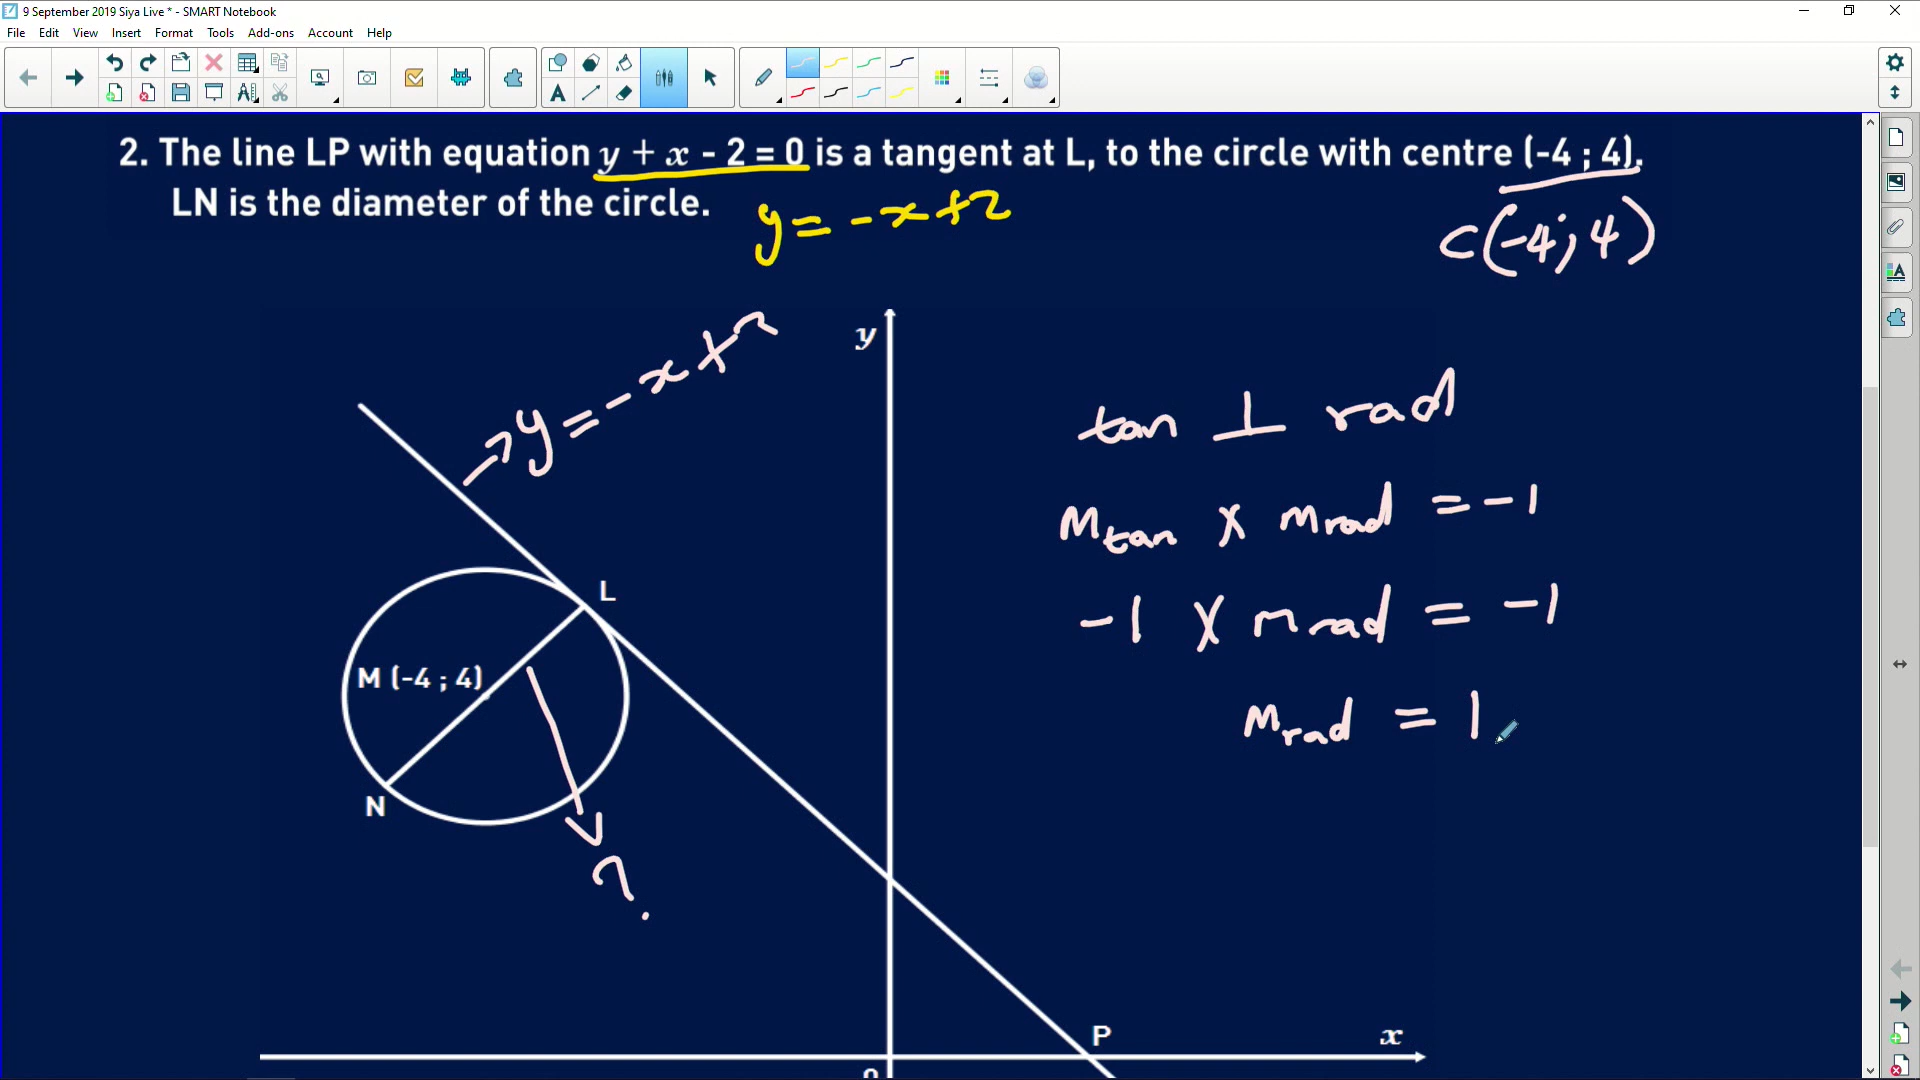 9 September 2019 Siya Live * - SMART Notebook
File Edit View Insert Format Tools Add-ons Account Help
2. The line LP with equation y + x - 2 = 0 is a tangent at L, to the circle with centre (-4 ; 4).
LN is the diameter of the circle.
y = -x+2
C(-4; 4)
y
y = -x+2
tan ⊥ rad
Mtan x mrad = -1
L
-1 x mrad = -1
M (-4 ; 4)
Mrad = 1
N
?
P
x